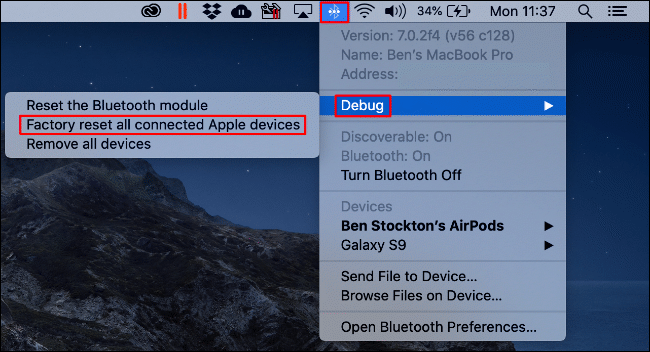 34% Mon 11:37
Version: 7.0.2f4 (v56 c128)
Name: Ben's MacBook Pro
Address:
Debug
Reset the Bluetooth module
Factory reset all connected Apple devices
Remove all devices
Discoverable: On
Bluetooth: On
Turn Bluetooth Off
Devices
Ben Stockton's AirPods
Galaxy S9
Send File to Device...
Browse Files on Device...
Open Bluetooth Preferences...